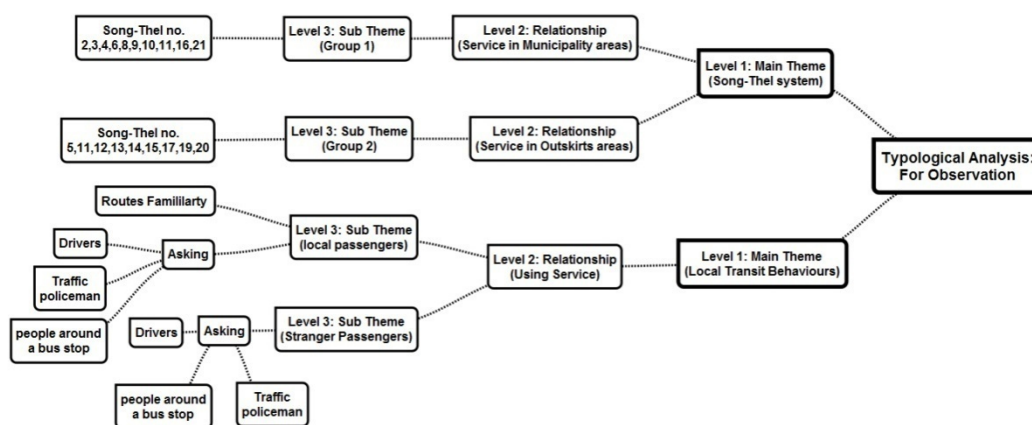 Song-Thel no.
2,3,4,6,8,9,10,11,16,21
Level 3: Sub Theme
(Group 1)
Level 2: Relationship
(Service in Municipality areas)
Level 1: Main Theme
(Song-Thel system)
Song-Thel no.
5,11,12,13,14,15,17,19,20
Level 3: Sub Theme
(Group 2)
Level 2: Relationship
(Service in Outskirts areas)
Typological Analysis:
For Observation
Routes Famililarty
Level 3: Sub Theme
(local passengers)
Drivers
Asking
Traffic
policeman
people around
a bus stop
Level 2: Relationship
(Using Service)
Level 1: Main Theme
(Local Transit Behaviours)
Drivers
Asking
Level 3: Sub Theme
(Stranger Passengers)
people around
a bus stop
Traffic
policeman